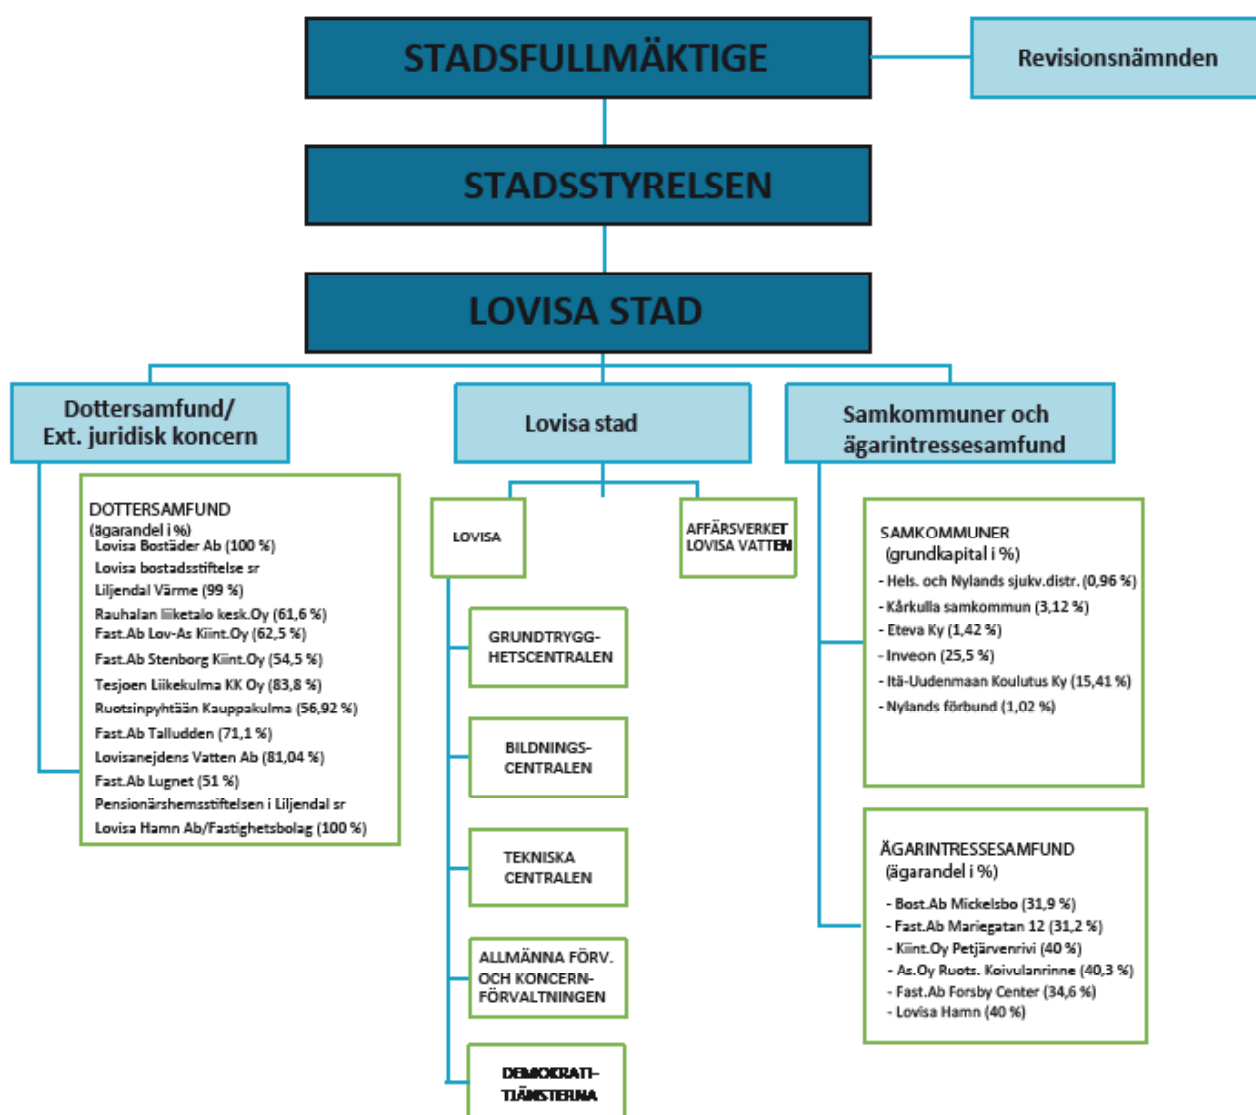 STADSFULLMÄKTIGE
Revisionsnämnden
STADSSTYRELSEN
LOVISA STAD
Dottersamfund/
Ext. juridisk koncern
Lovisa stad
Samkommuner och
ägarintressesamfund
DOTTERSAMFUND
(ägarandel i %)
Lovisa Bostäder Ab (100 %)
Lovisa bostadsstiftelse sr
Liljendal Värme (99 %)
Rauhalan liiketalo kesk.Oy (61,6 %)
Fast.Ab Lov-As Kiint.Oy (62,5 %)
Fast.Ab Stenborg Kiint.Oy (54,5 %)
Tesjoen Liikekulma KK Oy (83,8 %)
Ruotsinpyhtään Kauppakulma (56,92 %)
Fast.Ab Talludden (71,1 %)
Lovisanejdens Vatten Ab (81,04 %)
Fast.Ab Lugnet (51 %)
Pensionärshemsstiftelsen i Liljendal sr
Lovisa Hamn Ab/Fastighetsbolag (100 %)
LOVISA
AFFÄRSVERKET
LOVISA VATTEN
GRUNDTRYGG-
HETSCENTRALEN
BILDNINGS-
CENTRALEN
TEKNISKA
CENTRALEN
ALLMÄNNA FÖRV.
OCH KONCERN-
FÖRVALTNINGEN
DEMOKRATI-
TJÄNSTERNA
SAMKOMMUNER
(grundkapital i %)
- Hels. och Nylands sjukv.distr. (0,96 %)
- Kårkulla samkommun (3,12 %)
- Eteva Ky (1,42 %)
- Inveon (25,5 %)
- Itä-Uudenmaan Koulutus Ky (15,41 %)
- Nylands förbund (1,02 %)
ÄGARINTRESSESAMFUND
(ägarandel i %)
- Bost.Ab Mickelsbo (31,9 %)
- Fast.Ab Mariegatan 12 (31,2 %)
- Kiint.Oy Petjärvenrivi (40 %)
- As.Oy Ruots. Koivulanrinne (40,3 %)
- Fast.Ab Forsby Center (34,6 %)
- Lovisa Hamn (40 %)